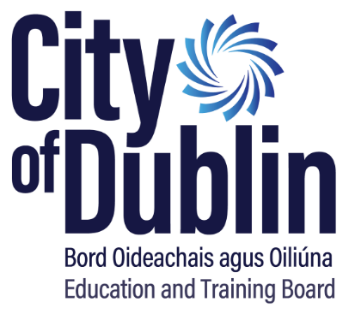 City
of Dublin
Bord Oideachais agus Oiliúna
Education and Training Board